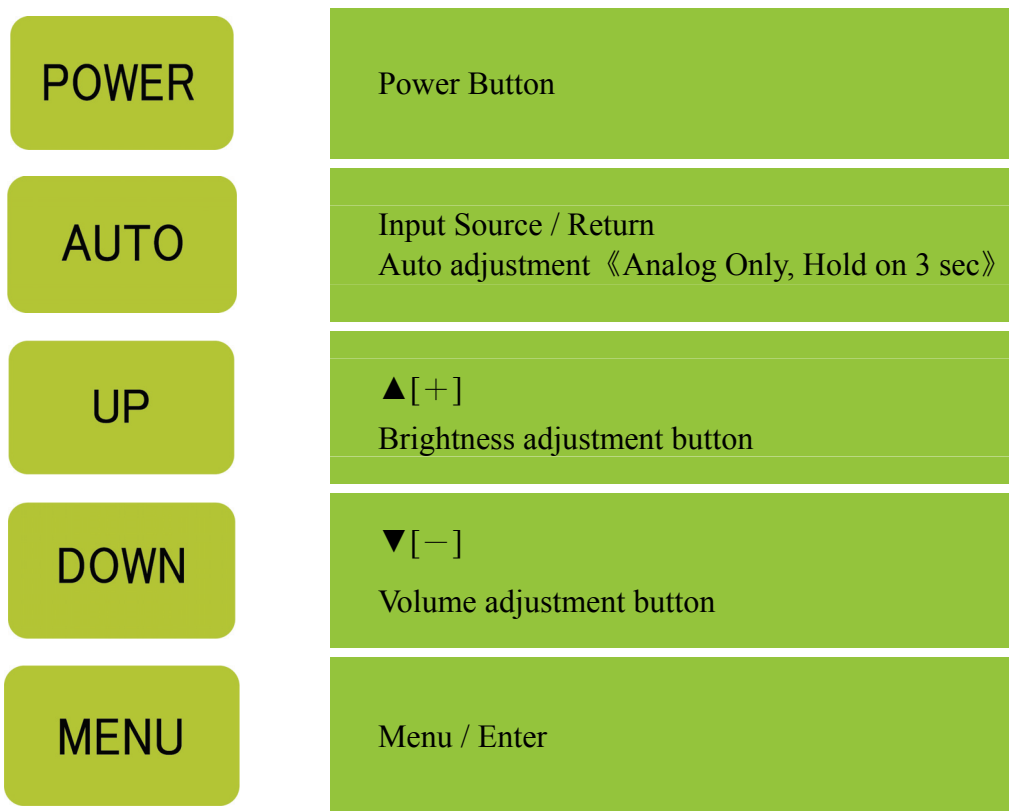 POWER
Power Button
AUTO
Input Source / Return
Auto adjustment《Analog Only, Hold on 3 sec》
UP
▲[＋]
Brightness adjustment button
DOWN
▼[－]
Volume adjustment button
MENU
Menu / Enter